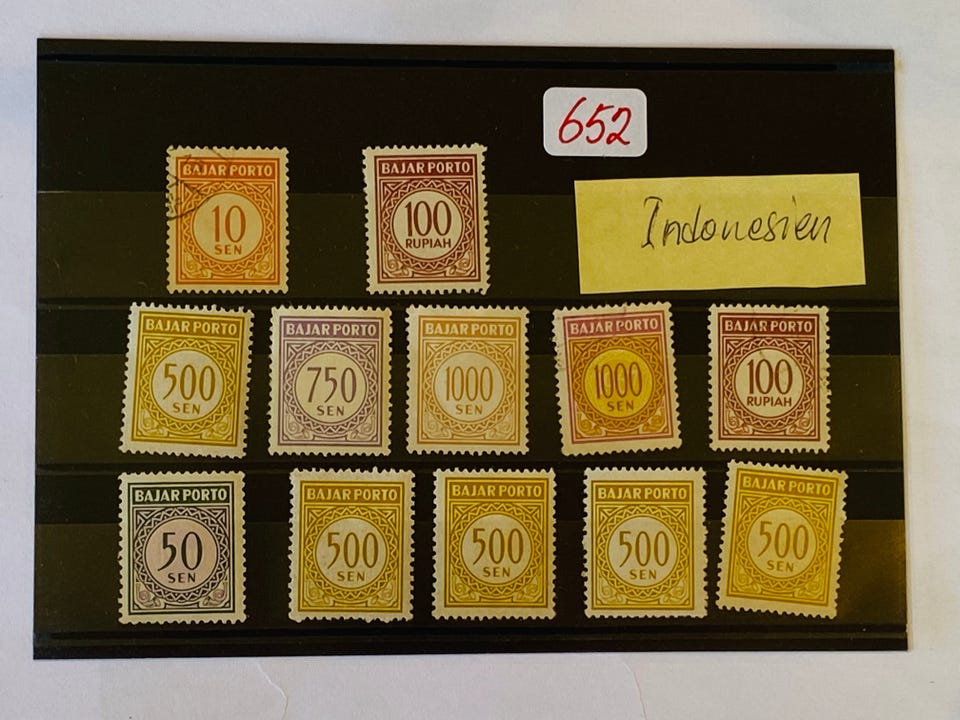 652
Indonesien
BAJAR PORTO
10
SEN
BAJAR PORTO
100
RUPIAH
BAJAR PORTO
500
SEN
BAJAR PORTO
750
SEN
BAJAR PORTO
1000
SEN
BAJAR PORTO
1000
SEN
BAJAR PORTO
100
RUPIAH
BAJAR PORTO
50
SEN
BAJAR PORTO
500
SEN
BAJAR PORTO
500
SEN
BAJAR PORTO
500
SEN
BAJAR PORTO
500
SEN